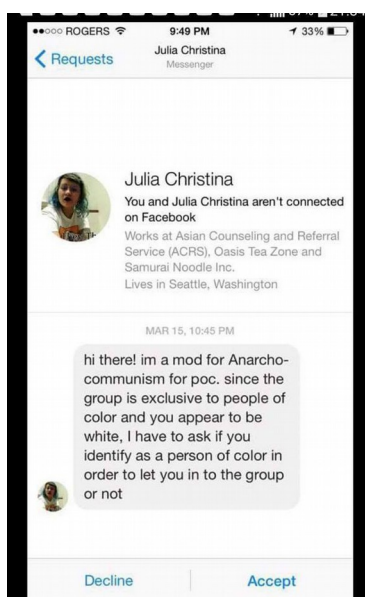 ROGERS 9:49 PM 33%
Requests
Julia Christina
Messenger
Julia Christina
You and Julia Christina aren't connected
on Facebook
Works at Asian Counseling and Referral
Service (ACRS), Oasis Tea Zone and
Samurai Noodle Inc.
Lives in Seattle, Washington
MAR 15, 10:45 PM
hi there! im a mod for Anarcho-
communism for poc. since the
group is exclusive to people of
color and you appear to be
white, I have to ask if you
identify as a person of color in
order to let you in to the group
or not
Decline Accept